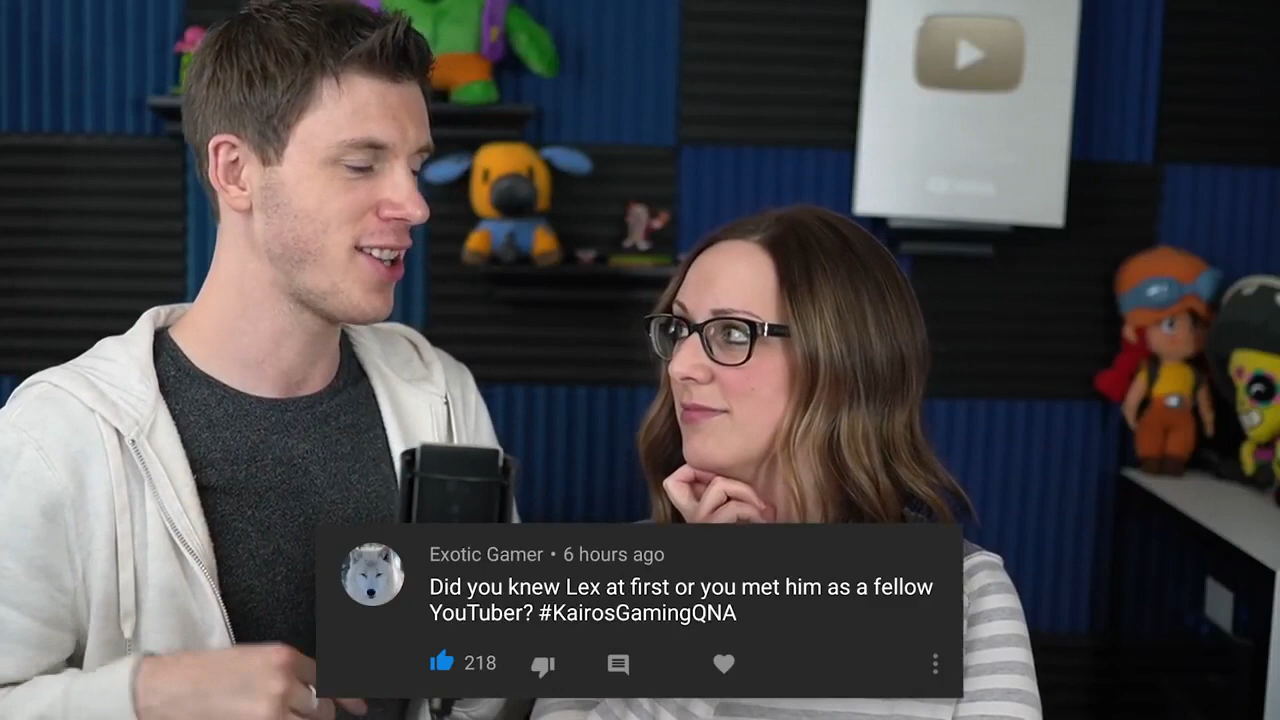 Exotic Gamer • 6 hours ago
Did you knew Lex at first or you met him as a fellow
YouTuber? #KairosGamingQNA
218